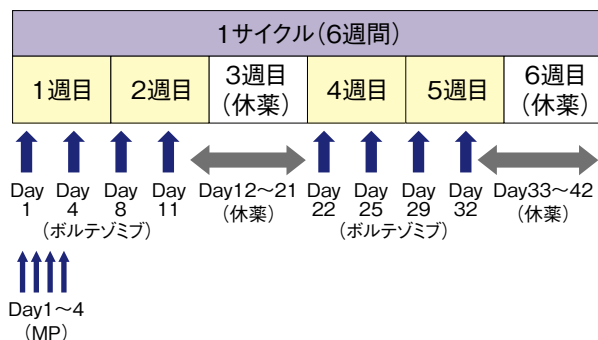 1サイクル(6週間)
1週目
2週目
3週目
(休薬)
4週目
5週目
6週目
(休薬)
Day
1
Day
4
Day
8
Day
11
Day12〜21
(休薬)
Day
22
Day
25
Day
29
Day
32
Day33〜42
(休薬)
(ボルテゾミブ)
(ボルテゾミブ)
Day1〜4
(MP)